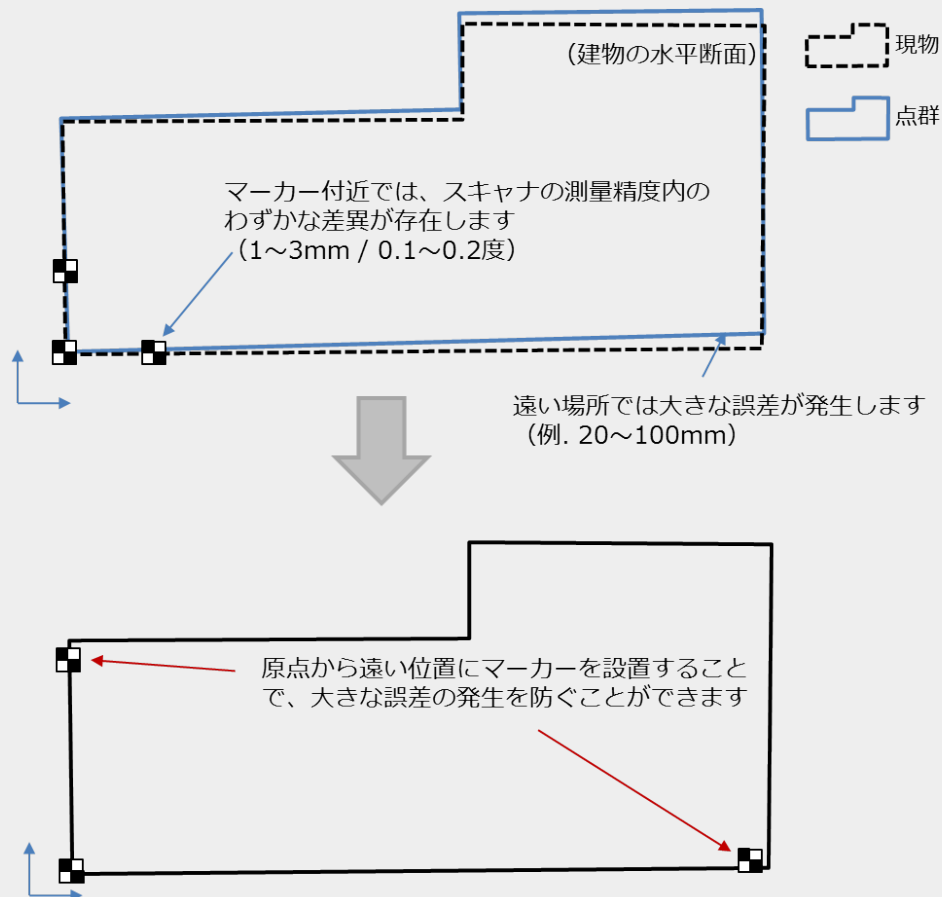 （建物の水平断面）
現物
点群
マーカー付近では、スキャナの測量精度内の
わずかな差異が存在します
（1～3mm / 0.1～0.2度）
遠い場所では大きな誤差が発生します
（例. 20～100mm）
原点から遠い位置にマーカーを設置すること
で、大きな誤差の発生を防ぐことができます